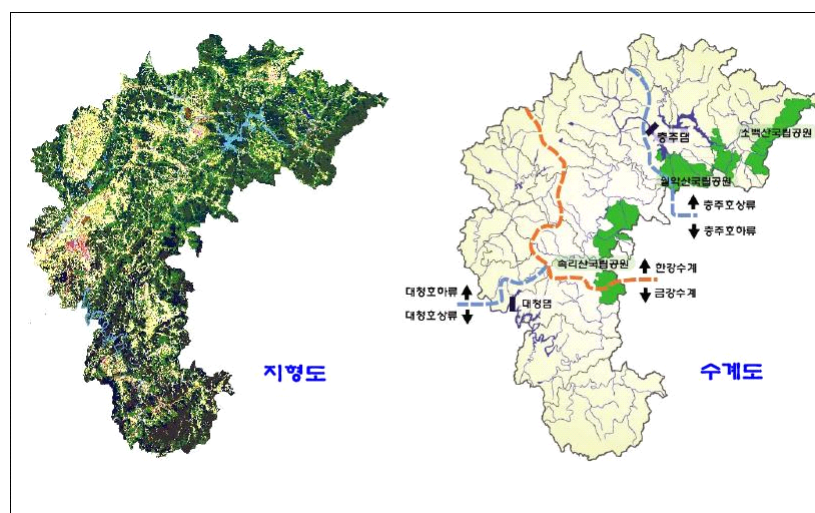 지형도
소백산국립공원
충주댐
월악산국립공원
충주호상류
충주호하류
속리산국립공원
한강수계
금강수계
대청호하류
대청호상류
대청댐
수계도